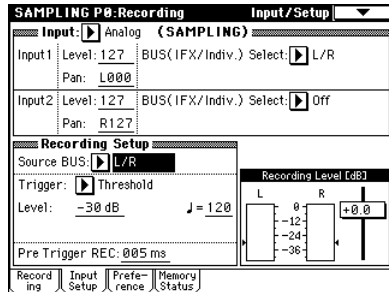 SAMPLING P0:Recording Input/Setup
Input: Analog (SAMPLING)
Input1 Level: 127 BUS(IFX/Indiv.) Select: L/R
Pan: L000
Input2 Level: 127 BUS(IFX/Indiv.) Select: Off
Pan: R127
Recording Setup
Source BUS: L/R
Trigger: Threshold
Level: -30 dB ♩=120
Pre Trigger REC: 005 ms
Recording Level [dB]
L R
0 +0.0
-12
-24
-36
Record ing Input Setup Prefe- rence Memory Status